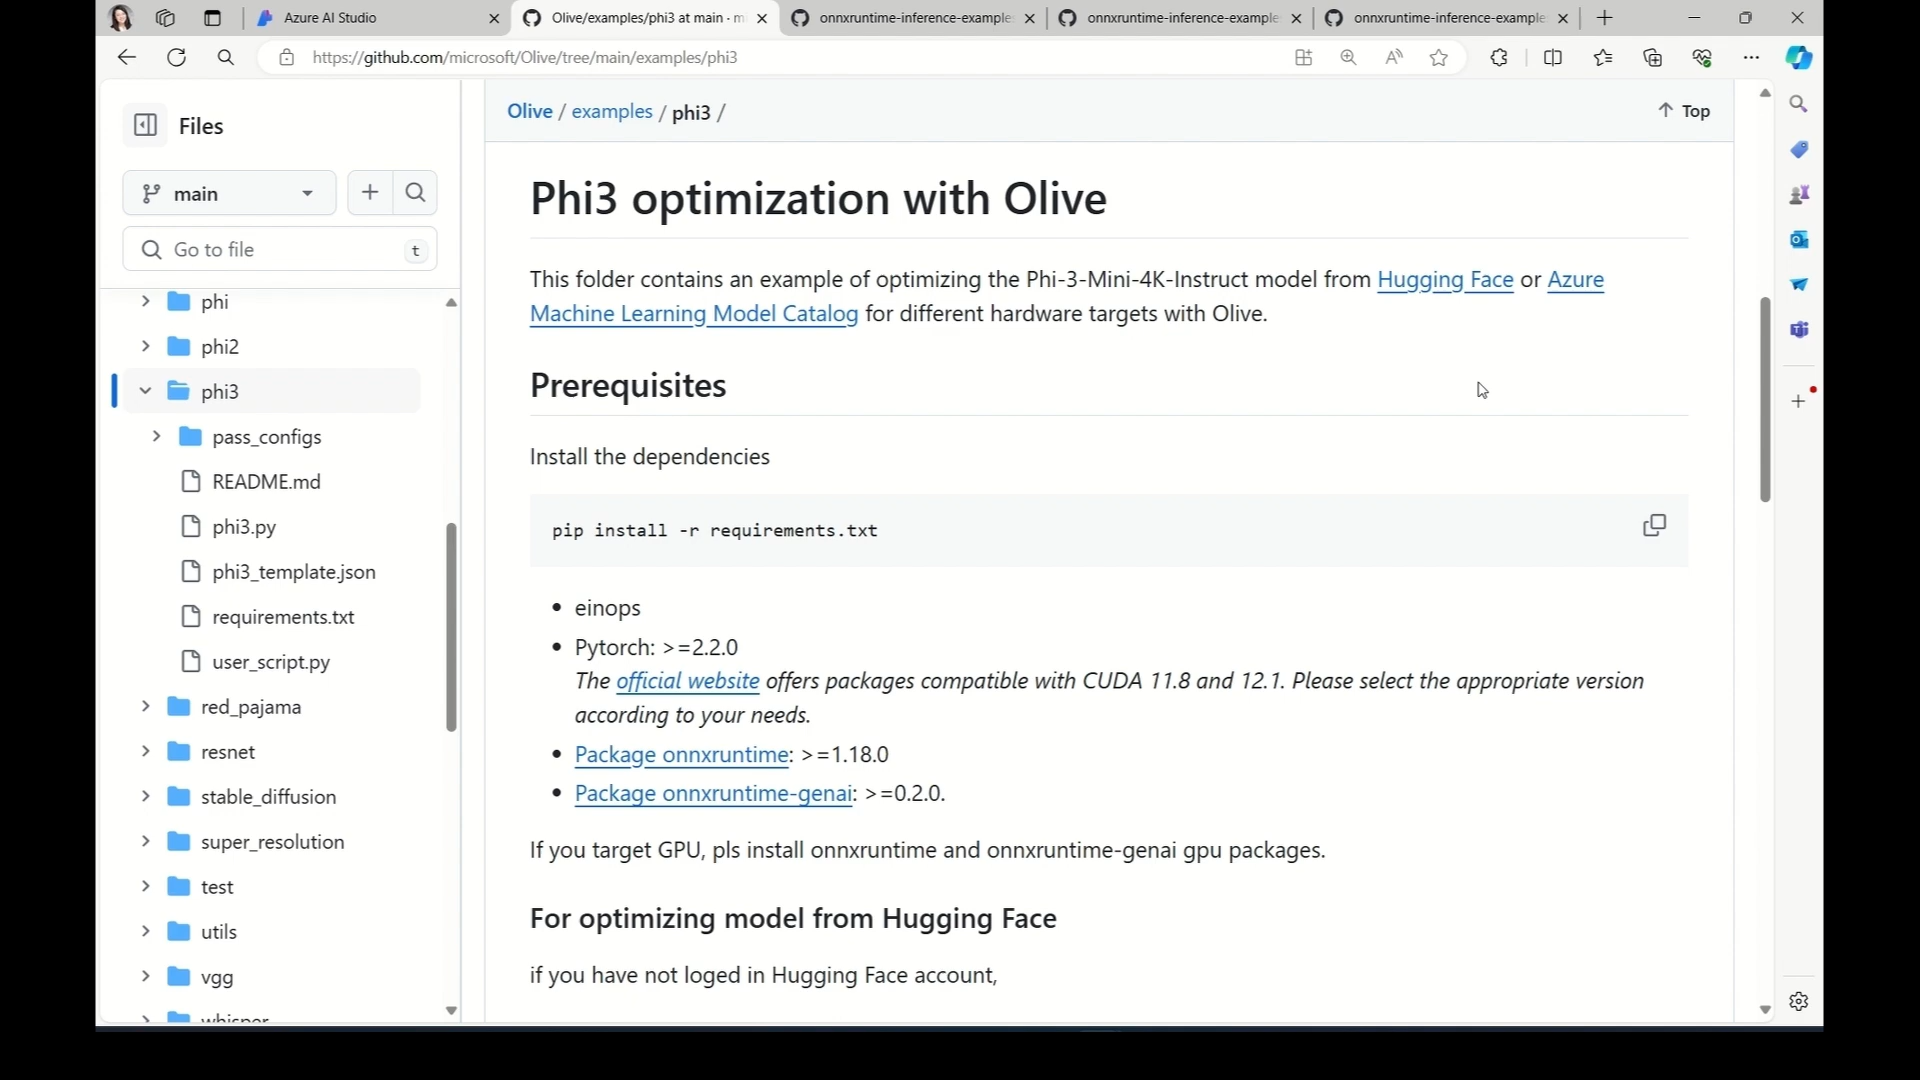 Azure AI Studio
Olive/examples/phi3 at main · m
onnxruntime-inference-example
onnxruntime-inference-example
onnxruntime-inference-example
https://github.com/microsoft/Olive/tree/main/examples/phi3
Files
main
Go to file
t
phi
phi2
phi3
pass_configs
README.md
phi3.py
phi3_template.json
requirements.txt
user_script.py
red_pajama
resnet
stable_diffusion
super_resolution
test
utils
vgg
whisper
Olive / examples / phi3 /
Top
Phi3 optimization with Olive
This folder contains an example of optimizing the Phi-3-Mini-4K-Instruct model from Hugging Face or Azure
Machine Learning Model Catalog for different hardware targets with Olive.
Prerequisites
Install the dependencies
pip install -r requirements.txt
• einops
• Pytorch: >=2.2.0
The official website offers packages compatible with CUDA 11.8 and 12.1. Please select the appropriate version
according to your needs.
• Package onnxruntime: >=1.18.0
• Package onnxruntime-genai: >=0.2.0.
If you target GPU, pls install onnxruntime and onnxruntime-genai gpu packages.
For optimizing model from Hugging Face
if you have not loged in Hugging Face account,